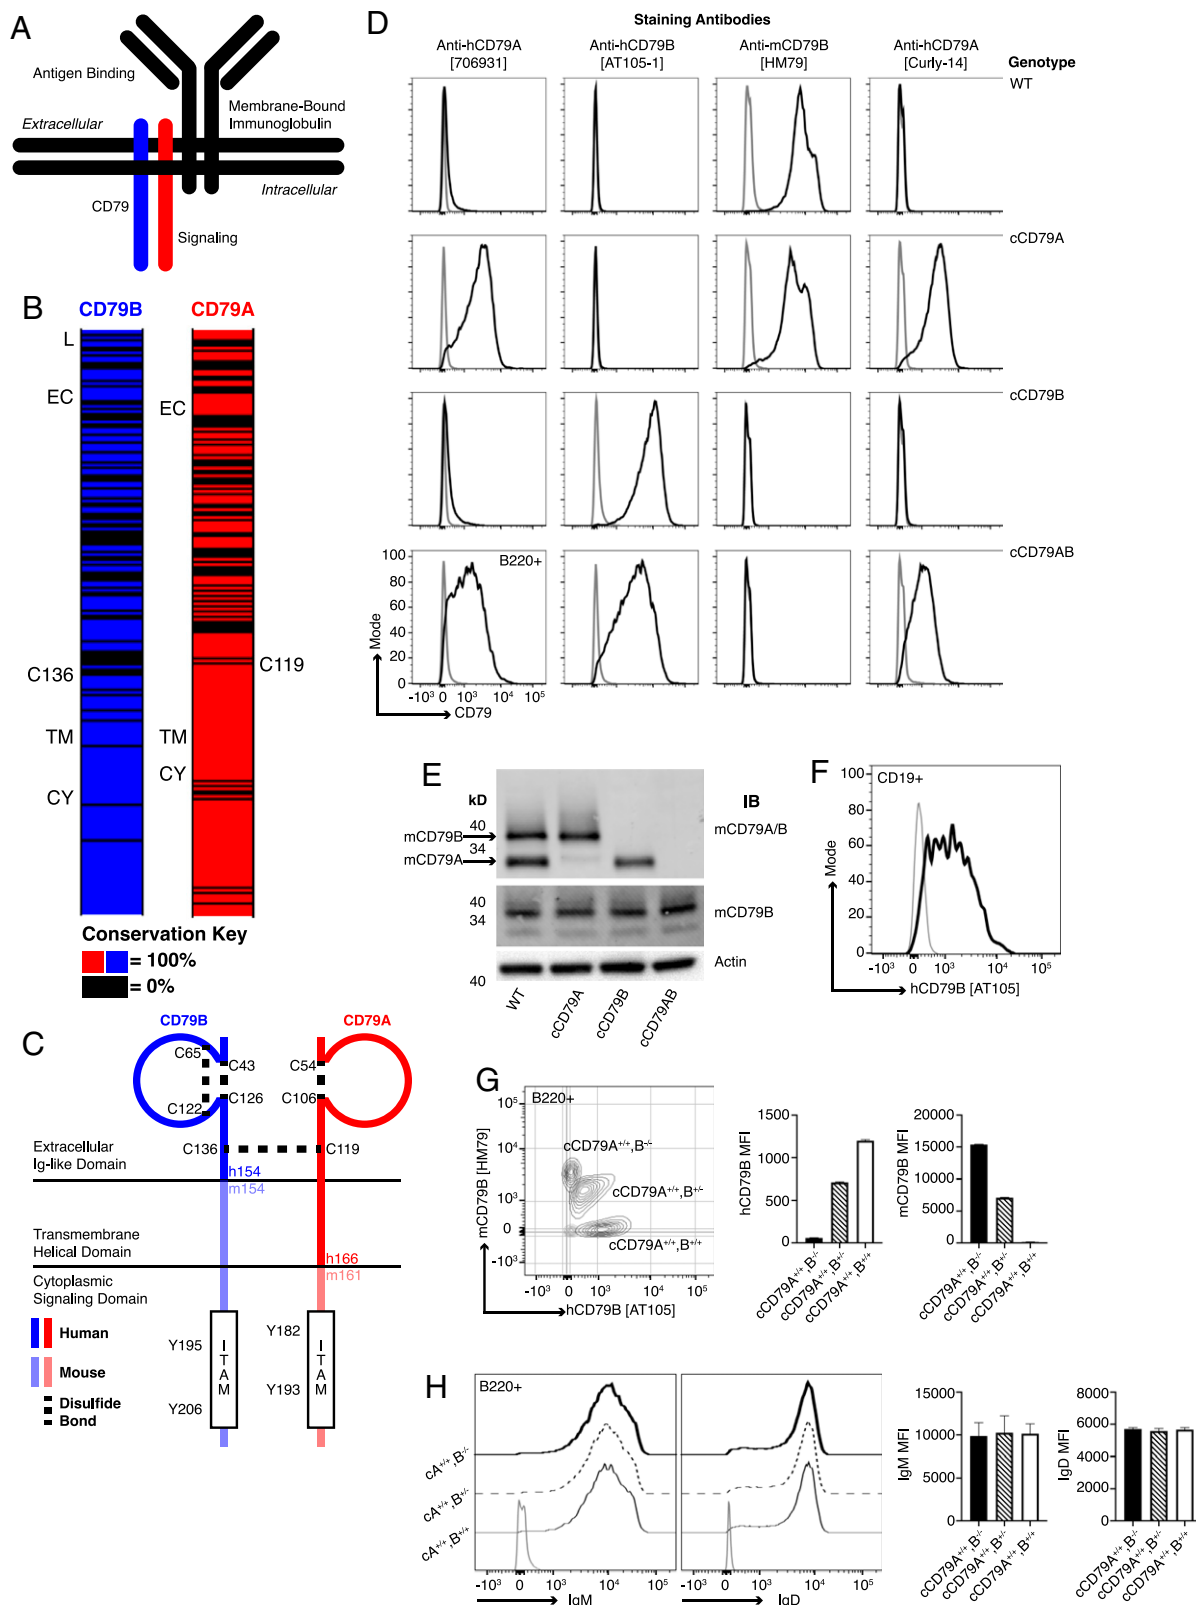 A
Antigen Binding
Extracellular
Membrane-Bound
Immunoglobulin
Intracellular
CD79
Signaling
B
CD79B
CD79A
L
EC
EC
C136
C119
TM
TM
CY
CY
Conservation Key
= 100%
= 0%
C
CD79B
CD79A
C65
C43
C54
C122
C126
C106
C136
C119
Extracellular
Ig-like Domain
h154
m154
Transmembrane
Helical Domain
h166
m161
Cytoplasmic
Signaling Domain
Human
Mouse
Disulfide
Bond
Y195
Y206
ITAM
Y182
Y193
ITAM
D
Staining Antibodies
Anti-hCD79A
[706931]
Anti-hCD79B
[AT105-1]
Anti-mCD79B
[HM79]
Anti-hCD79A
[Curly-14]
Genotype
WT
cCD79A
cCD79B
cCD79AB
B220+
100
80
60
40
20
0
Mode
-10³ 0 10³ 10⁴ 10⁵
CD79
E
kD
IB
40
mCD79B
34
mCD79A
mCD79A/B
40
34
mCD79B
Actin
40
WT
cCD79A
cCD79B
cCD79AB
F
CD19+
100
80
60
40
20
0
Mode
-10³ 0 10³ 10⁴ 10⁵
hCD79B [AT105]
G
B220+
10⁵
10⁴
10³
0
-10³
mCD79B [HM79]
cCD79A+/+,B-/-
cCD79A+/+,B+/-
cCD79A+/+,B+/+
-10³ 0 10³ 10⁴ 10⁵
hCD79B [AT105]
1500
1000
500
0
hCD79B MFI
cCD79A+/+,B-/-
cCD79A+/+,B+/-
cCD79A+/+,B+/+
20000
15000
10000
5000
0
mCD79B MFI
cCD79A+/+,B-/-
cCD79A+/+,B+/-
cCD79A+/+,B+/+
H
B220+
cA+/+,B-/-
cA+/+,B+/-
cA+/+,B+/+
-10³ 0 10³ 10⁴ 10⁵
IgM
-10³ 0 10³ 10⁴ 10⁵
IgD
15000
10000
5000
0
IgM MFI
cCD79A+/+,B-/-
cCD79A+/+,B+/-
cCD79A+/+,B+/+
8000
6000
4000
2000
0
IgD MFI
cCD79A+/+,B-/-
cCD79A+/+,B+/-
cCD79A+/+,B+/+